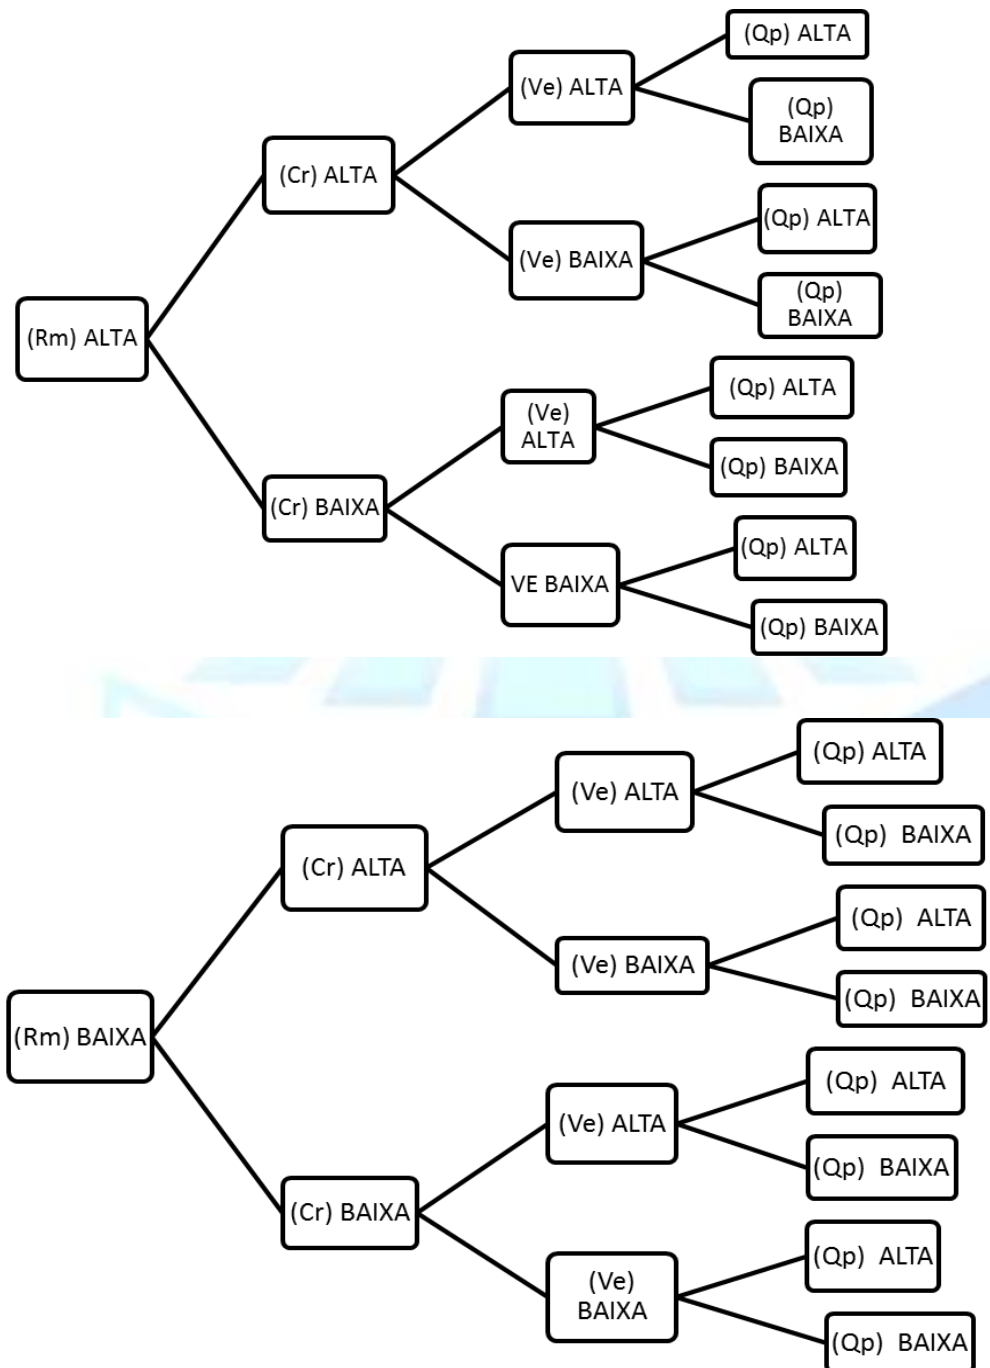 (Qp) ALTA
(Ve) ALTA
(Qp)
BAIXA
(Cr) ALTA
(Qp) ALTA
(Ve) BAIXA
(Qp)
BAIXA
(Rm) ALTA
(Qp) ALTA
(Ve)
ALTA
(Qp) BAIXA
(Cr) BAIXA
(Qp) ALTA
VE BAIXA
(Qp) BAIXA
(Qp) ALTA
(Ve) ALTA
(Qp) BAIXA
(Cr) ALTA
(Qp) ALTA
(Ve) BAIXA
(Qp) BAIXA
(Rm) BAIXA
(Qp) ALTA
(Ve) ALTA
(Qp) BAIXA
(Cr) BAIXA
(Qp) ALTA
(Ve)
BAIXA
(Qp) BAIXA